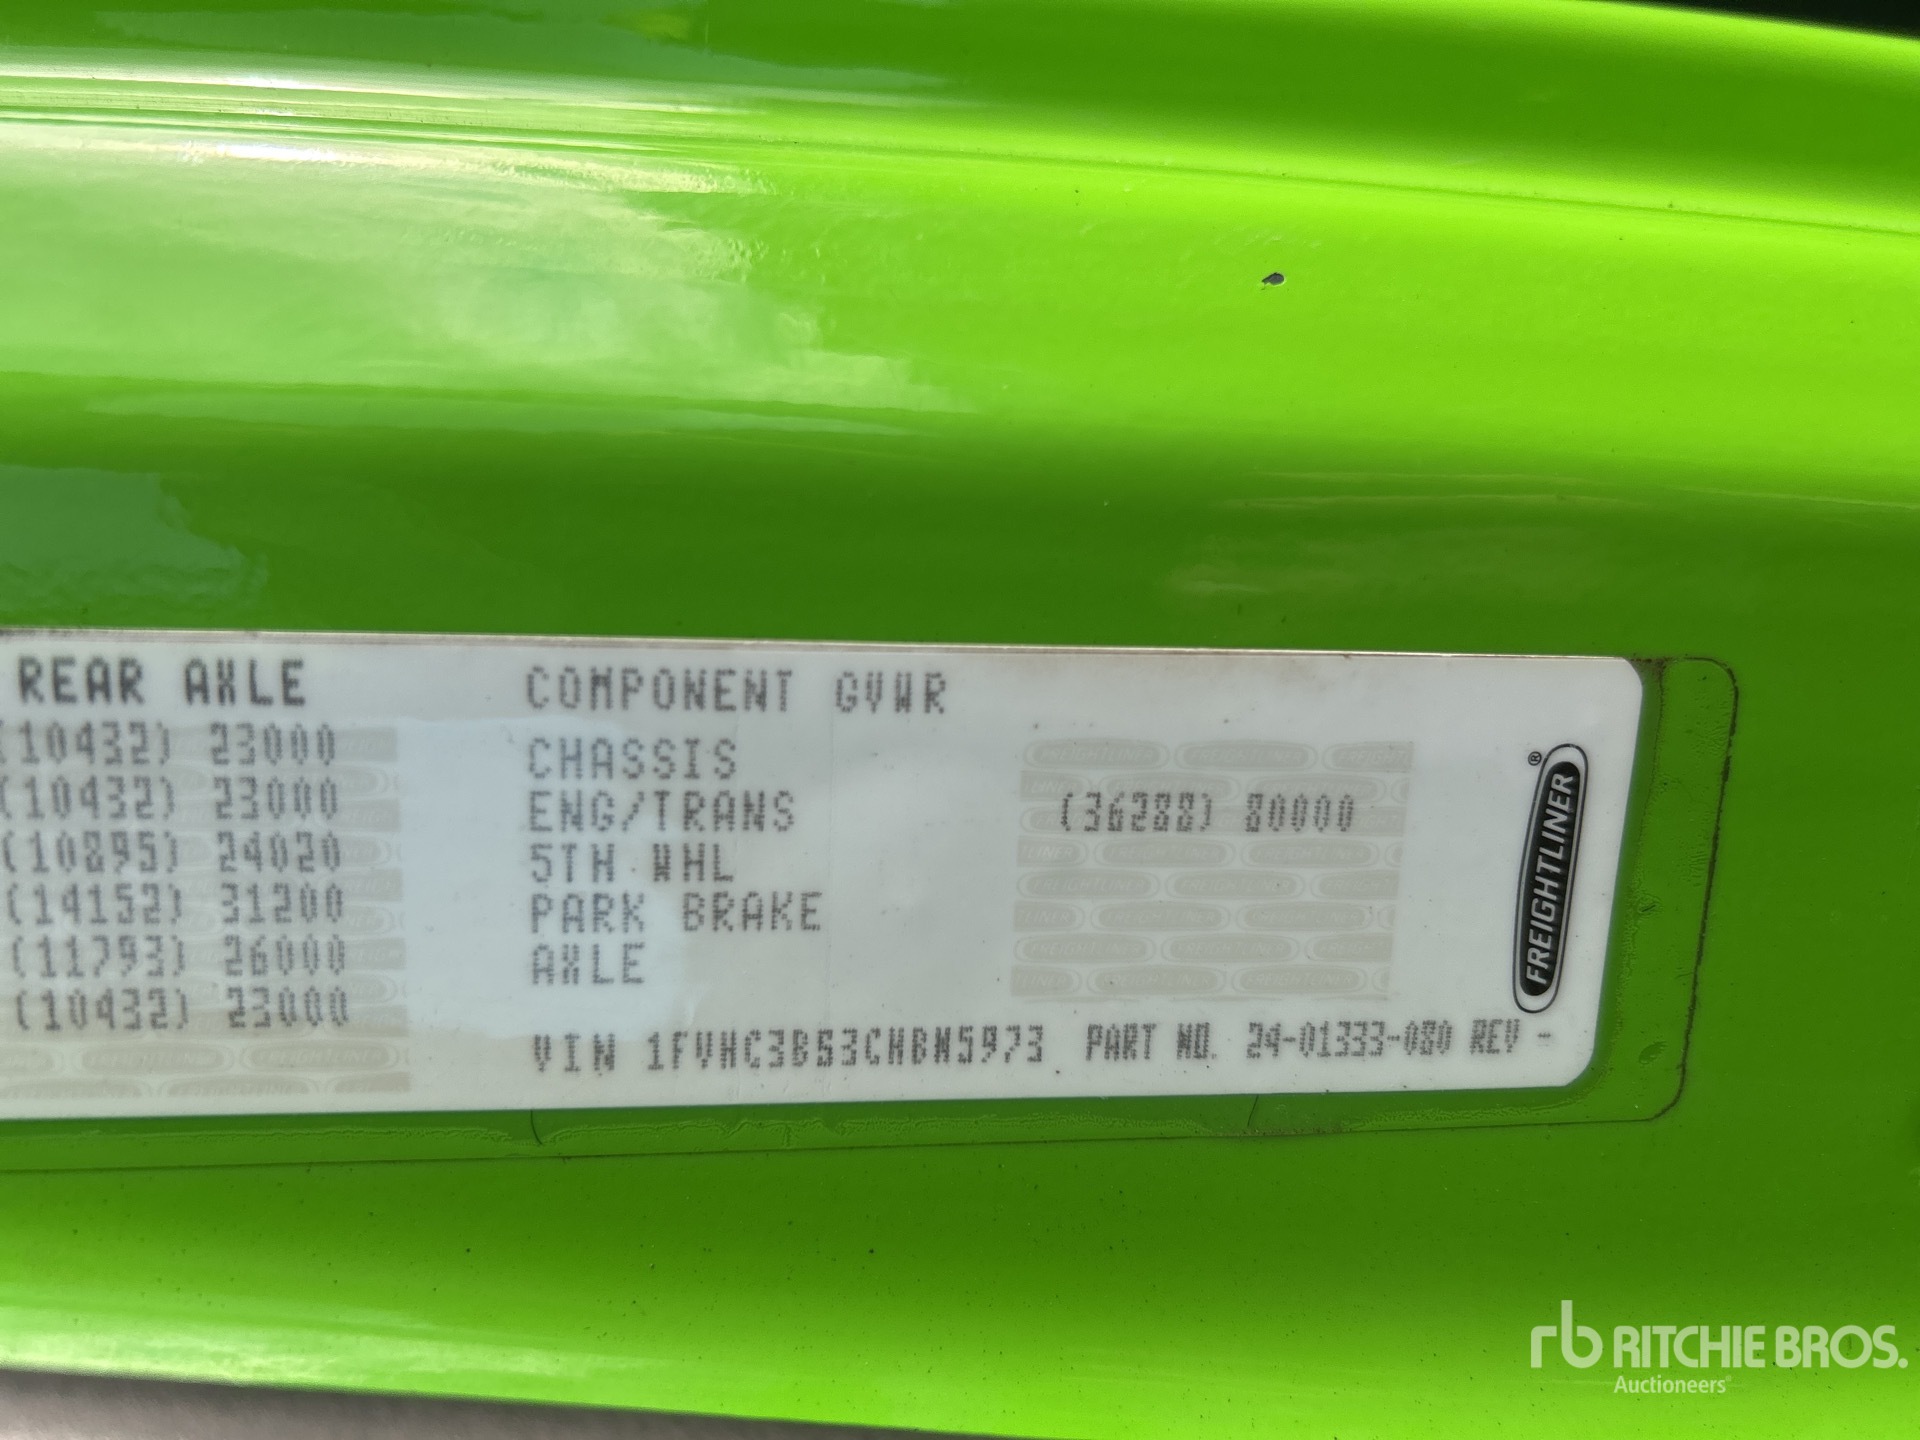 REAR AXLE COMPONENT GVWR
(10432) 23000 CHASSIS
(10432) 23000 ENG/TRANS (36288) 80000
(10895) 24020 5TH WHL
(14152) 31200 PARK BRAKE
(11793) 26000 AXLE
(10432) 23000
VIN 1FVHC3BS3CHBN5973 PART NO. 24-01333-080 REV -
FREIGHTLINER®
rb RITCHIE BROS.
Auctioneers®